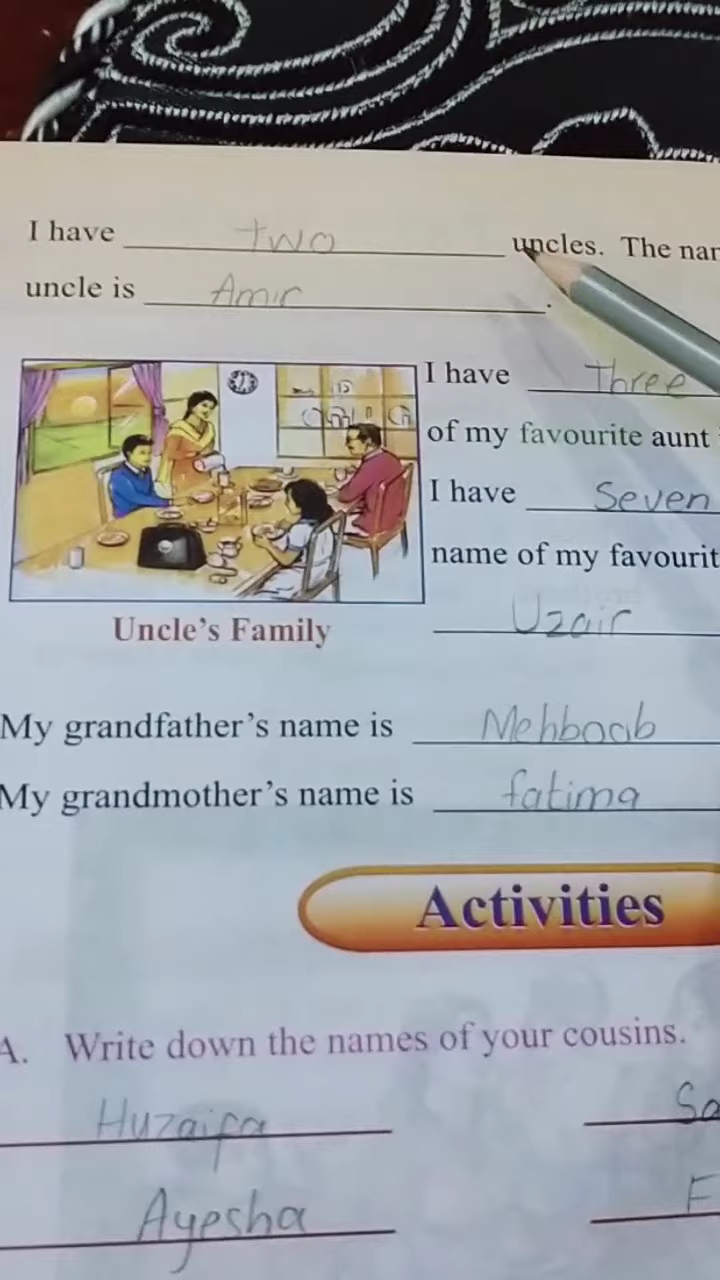 I have two uncles. The nar
uncle is Amir.
I have Three
of my favourite aunt
I have Seven
name of my favourit
Uzair
Uncle's Family
My grandfather's name is Mehboob
My grandmother's name is fatima
Activities
A. Write down the names of your cousins.
Huzaifa Sa
Ayesha F